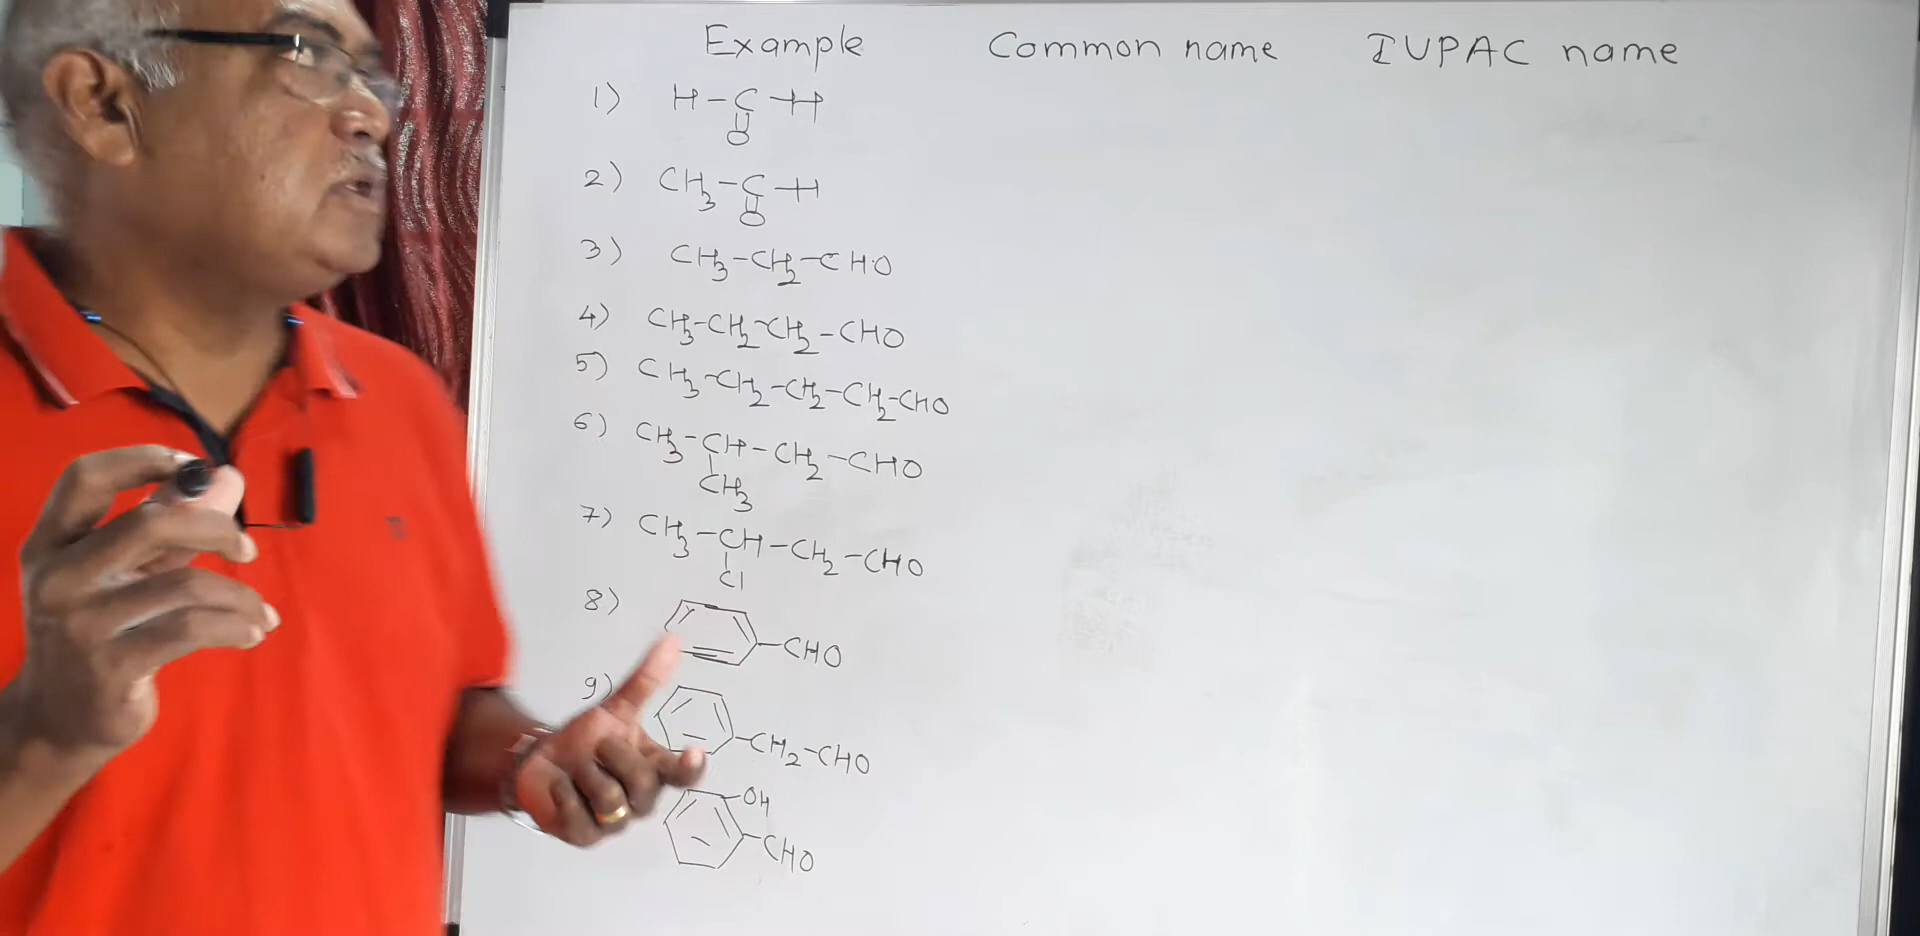 Example Common name IUPAC name
1) H-C-H
||
O
2) CH3-C-H
||
O
3) CH3-CH2-CHO
4) CH3-CH2-CH2-CHO
5) CH3-CH2-CH2-CH2-CHO
6) CH3-CH-CH2-CHO
|
CH3
7) CH3-CH-CH2-CHO
|
Cl
8) -CHO
9) -CH2-CHO
-OH
-CHO